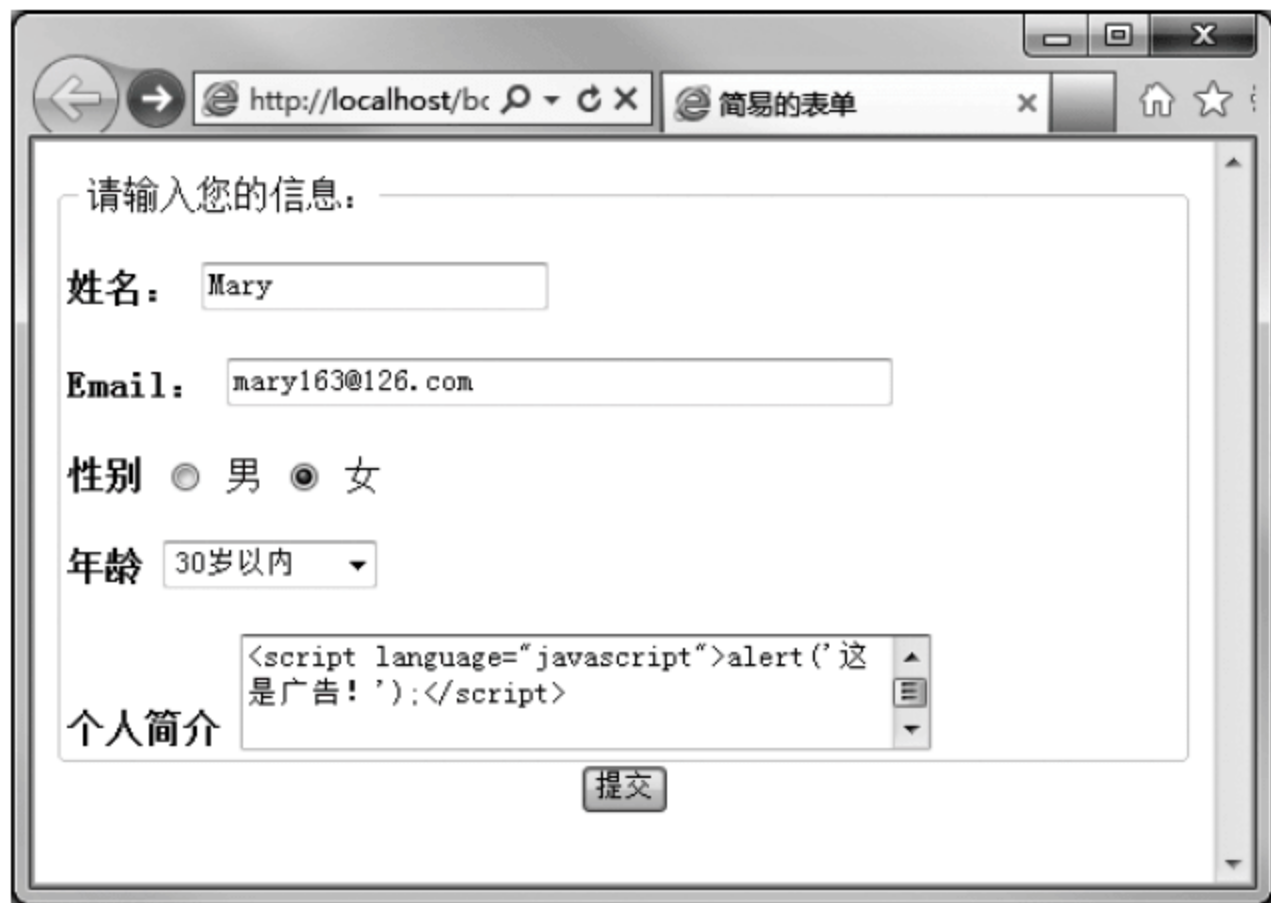 http://localhost/bc
简易的表单
请输入您的信息：
姓名： Mary
Email： mary163@126.com
性别 男 女
年龄 30岁以内
<script language="javascript">alert('这
是广告！');</script>
个人简介
提交